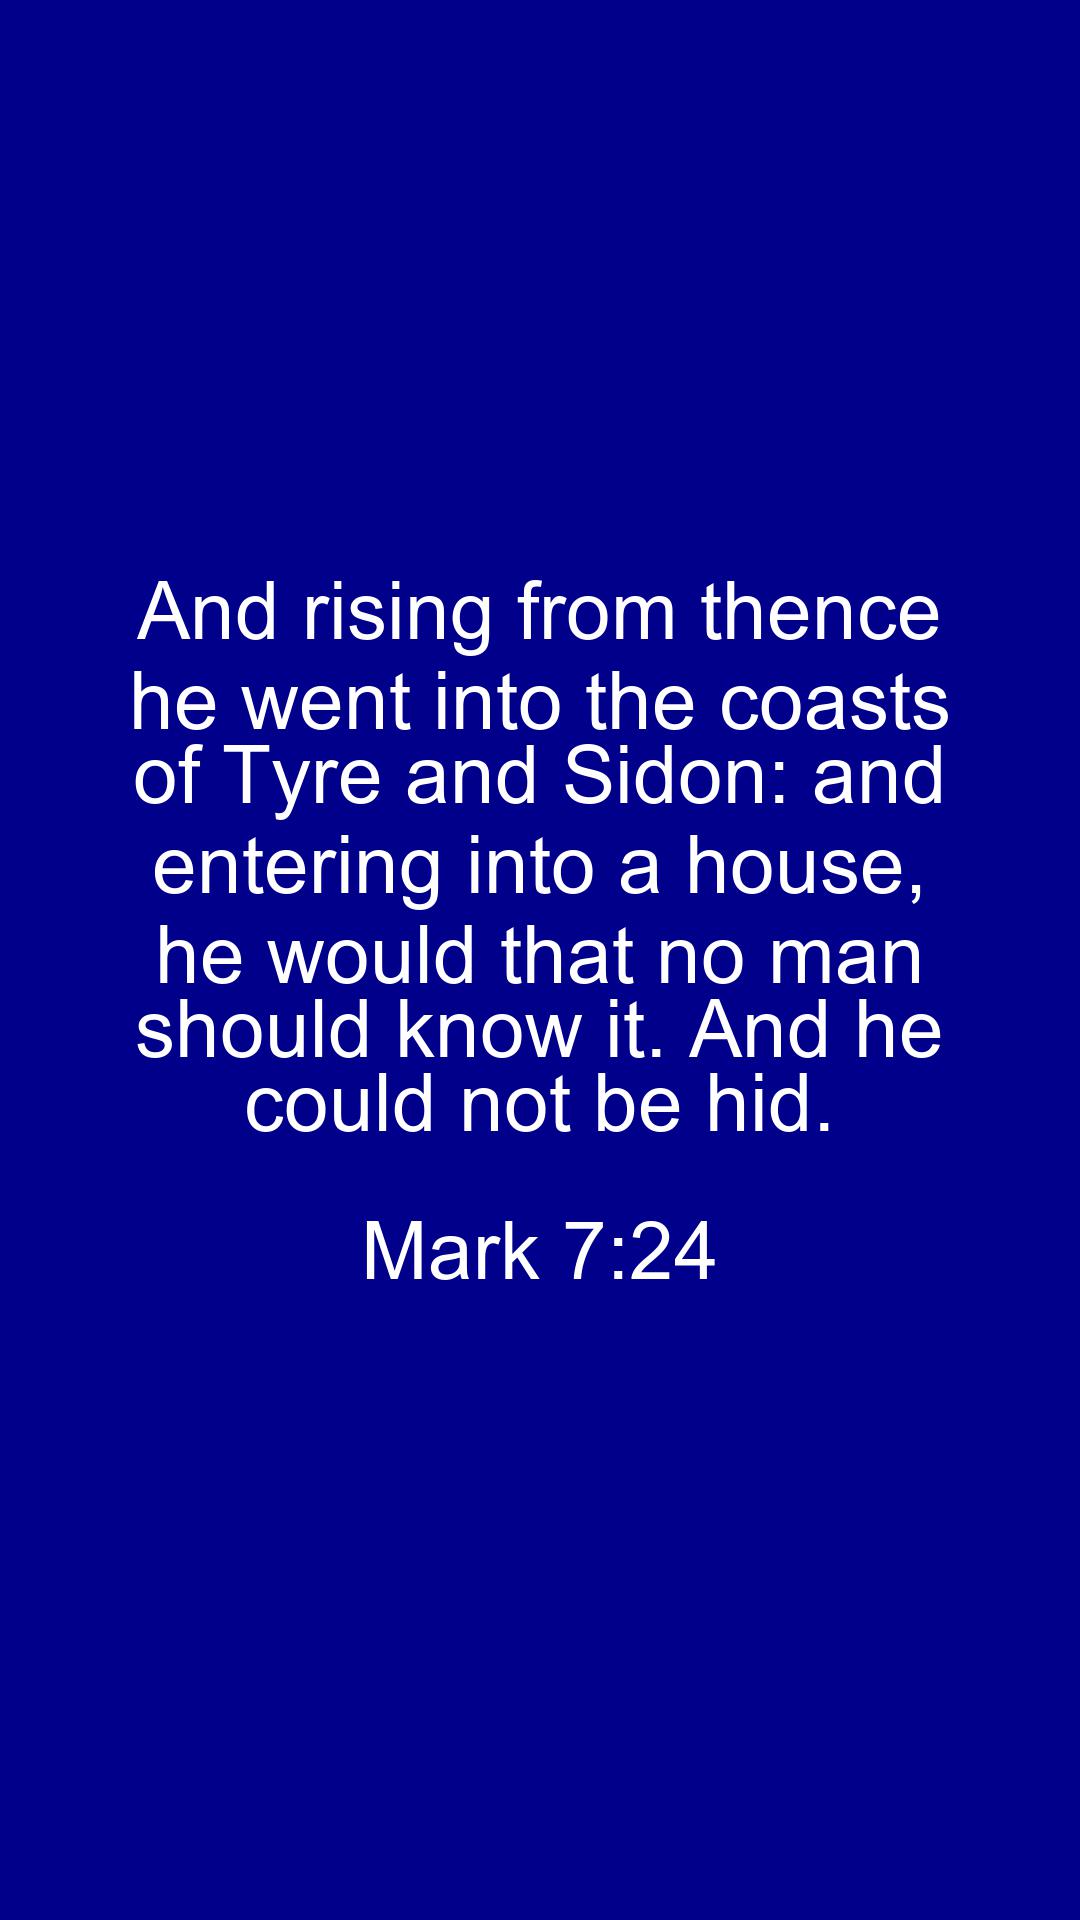 And rising from thence
he went into the coasts
of Tyre and Sidon: and
entering into a house,
he would that no man
should know it. And he
could not be hid.
Mark 7:24